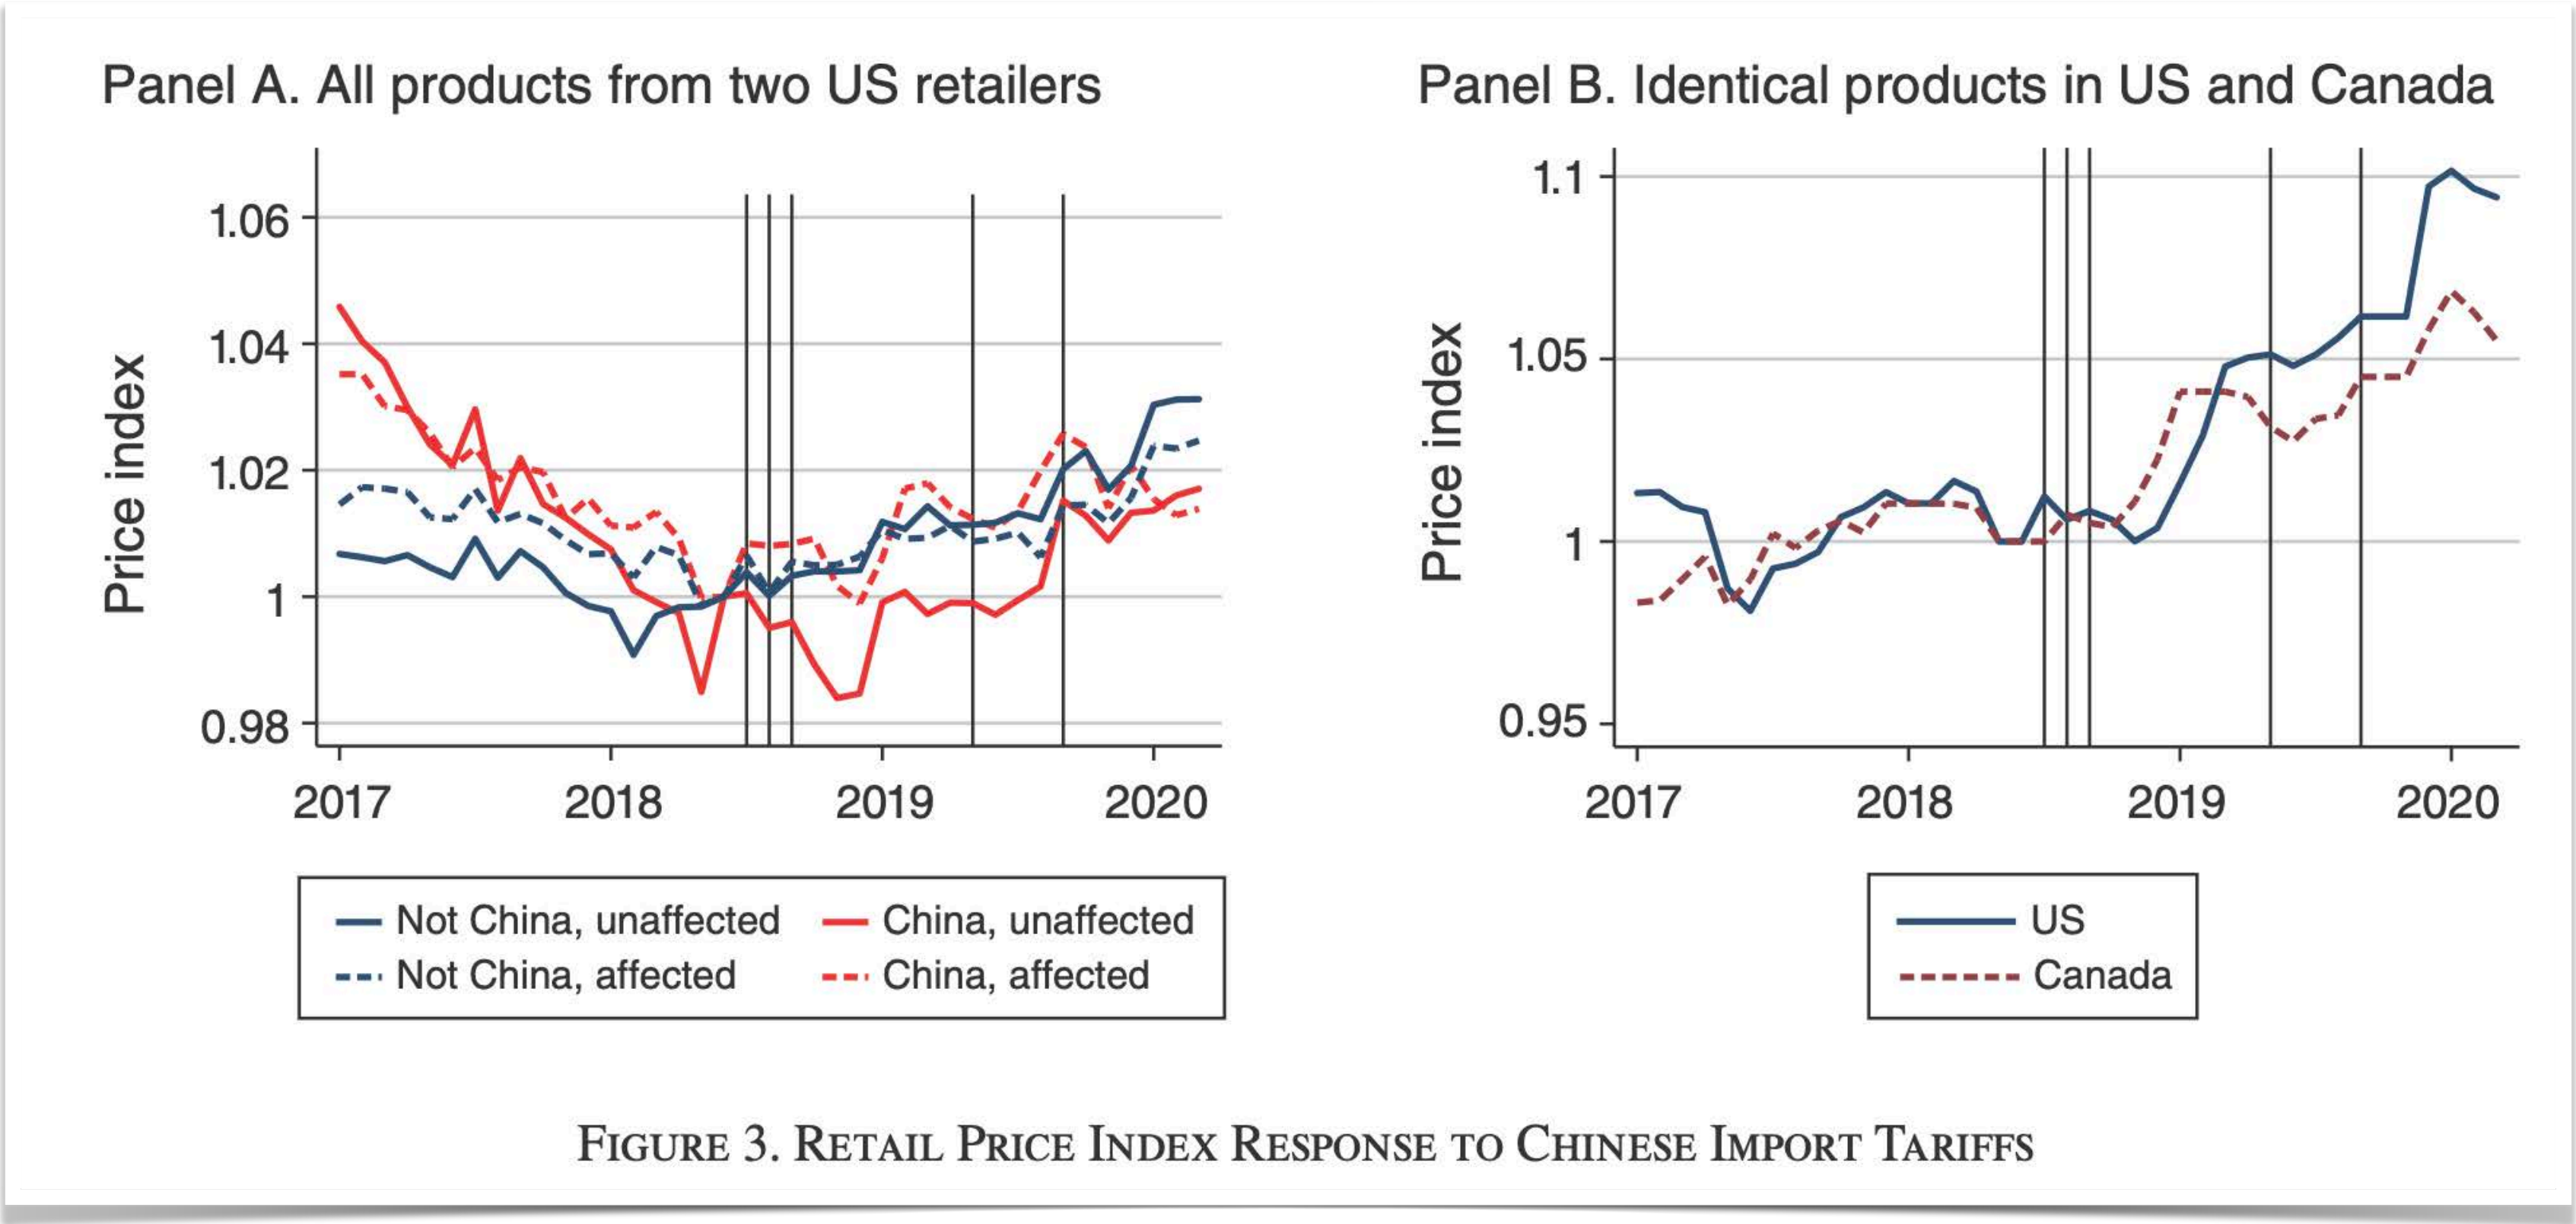 Panel A. All products from two US retailers
Price index
1.06
1.04
1.02
1
0.98
2017 2018 2019 2020
Not China, unaffected China, unaffected
Not China, affected China, affected
Panel B. Identical products in US and Canada
Price index
1.1
1.05
1
0.95
2017 2018 2019 2020
US
Canada
FIGURE 3. RETAIL PRICE INDEX RESPONSE TO CHINESE IMPORT TARIFFS